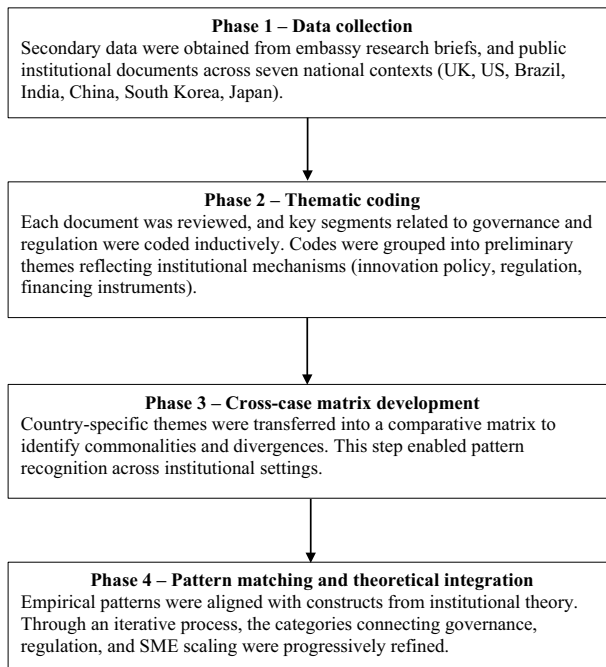 Phase 1 – Data collection
Secondary data were obtained from embassy research briefs, and public
institutional documents across seven national contexts (UK, US, Brazil,
India, China, South Korea, Japan).
Phase 2 – Thematic coding
Each document was reviewed, and key segments related to governance and
regulation were coded inductively. Codes were grouped into preliminary
themes reflecting institutional mechanisms (innovation policy, regulation,
financing instruments).
Phase 3 – Cross-case matrix development
Country-specific themes were transferred into a comparative matrix to
identify commonalities and divergences. This step enabled pattern
recognition across institutional settings.
Phase 4 – Pattern matching and theoretical integration
Empirical patterns were aligned with constructs from institutional theory.
Through an iterative process, the categories connecting governance,
regulation, and SME scaling were progressively refined.